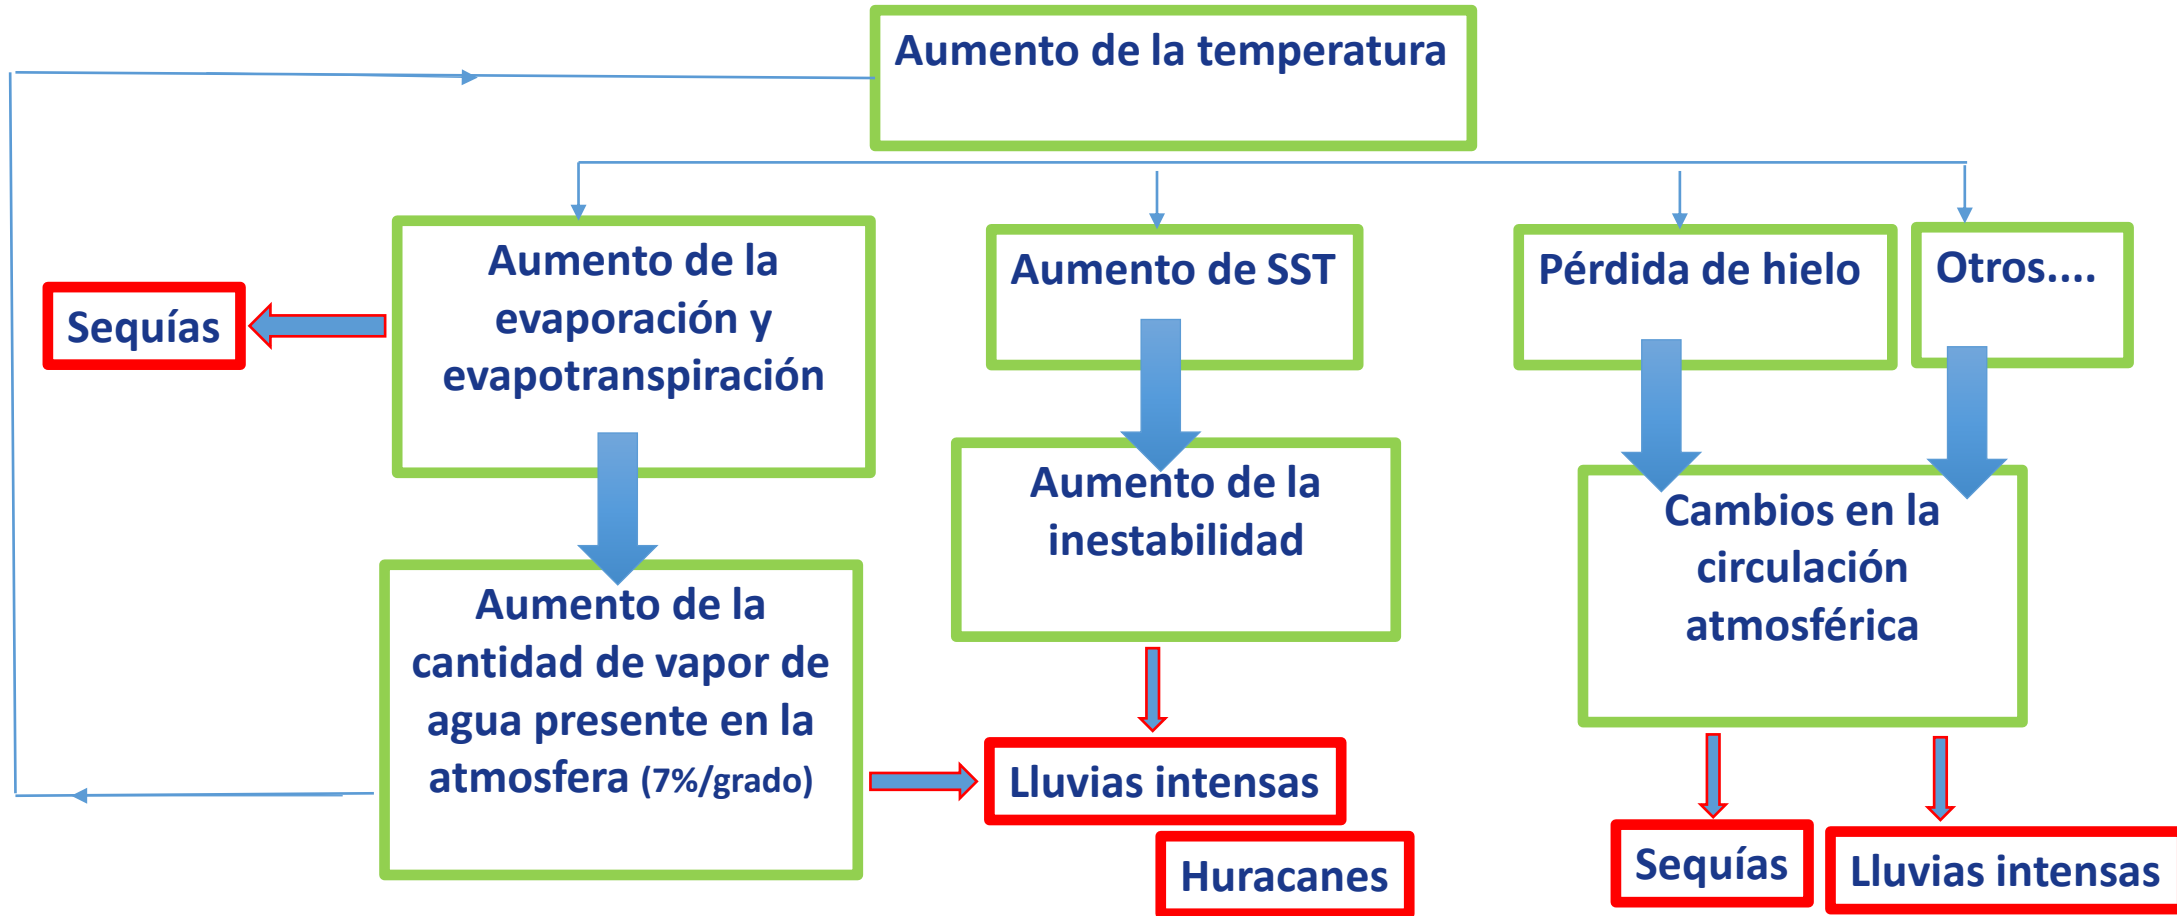 Aumento de la temperatura
Aumento de la
evaporación y
evapotranspiración
Aumento de SST
Pérdida de hielo
Otros....
Sequías
Aumento de la
inestabilidad
Cambios en la
circulación
atmosférica
Aumento de la
cantidad de vapor de
agua presente en la
atmosfera (7%/grado)
Lluvias intensas
Huracanes
Sequías
Lluvias intensas